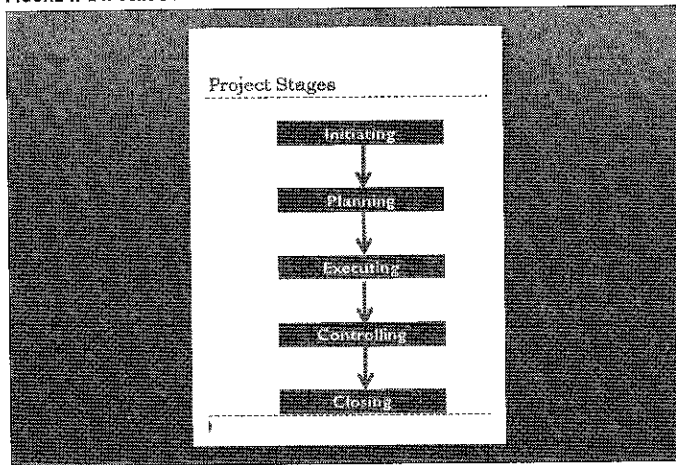 Project Stages
Initiating
Planning
Executing
Controlling
Closing